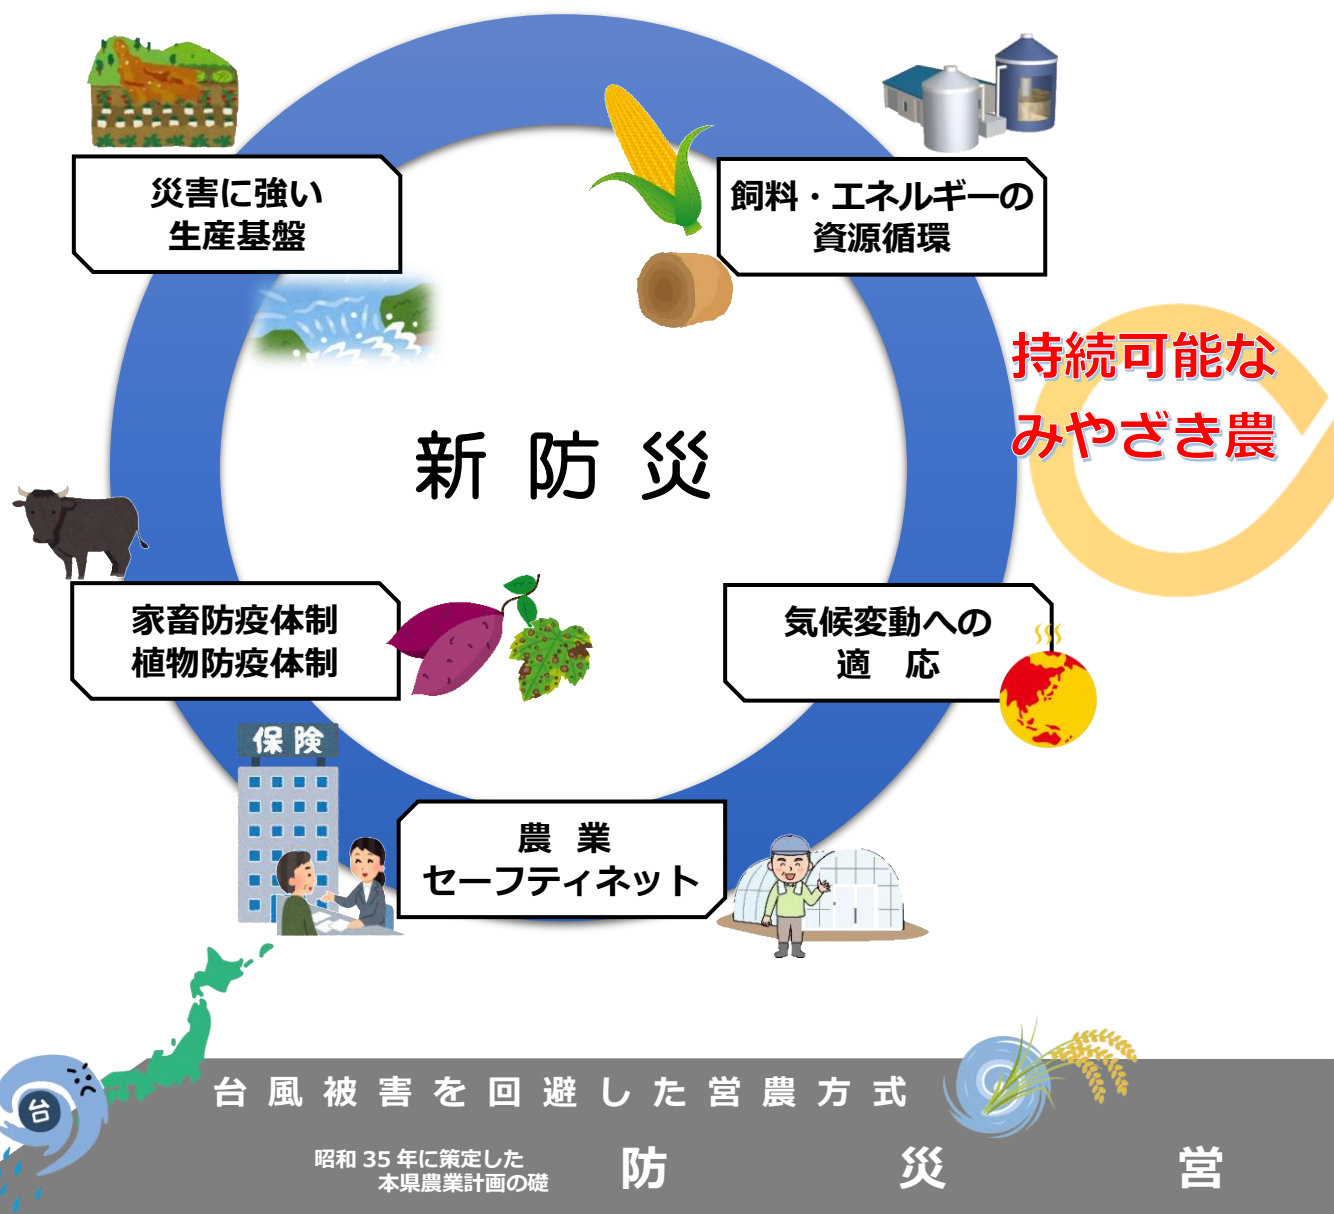 災害に強い
生産基盤
飼料・エネルギーの
資源循環
持続可能な
みやざき農
新防災
家畜防疫体制
植物防疫体制
気候変動への
適　応
保険
農　業
セーフティネット
台風被害を回避した営農方式
台
昭和 35 年に策定した
本県農業計画の礎
防　災　営